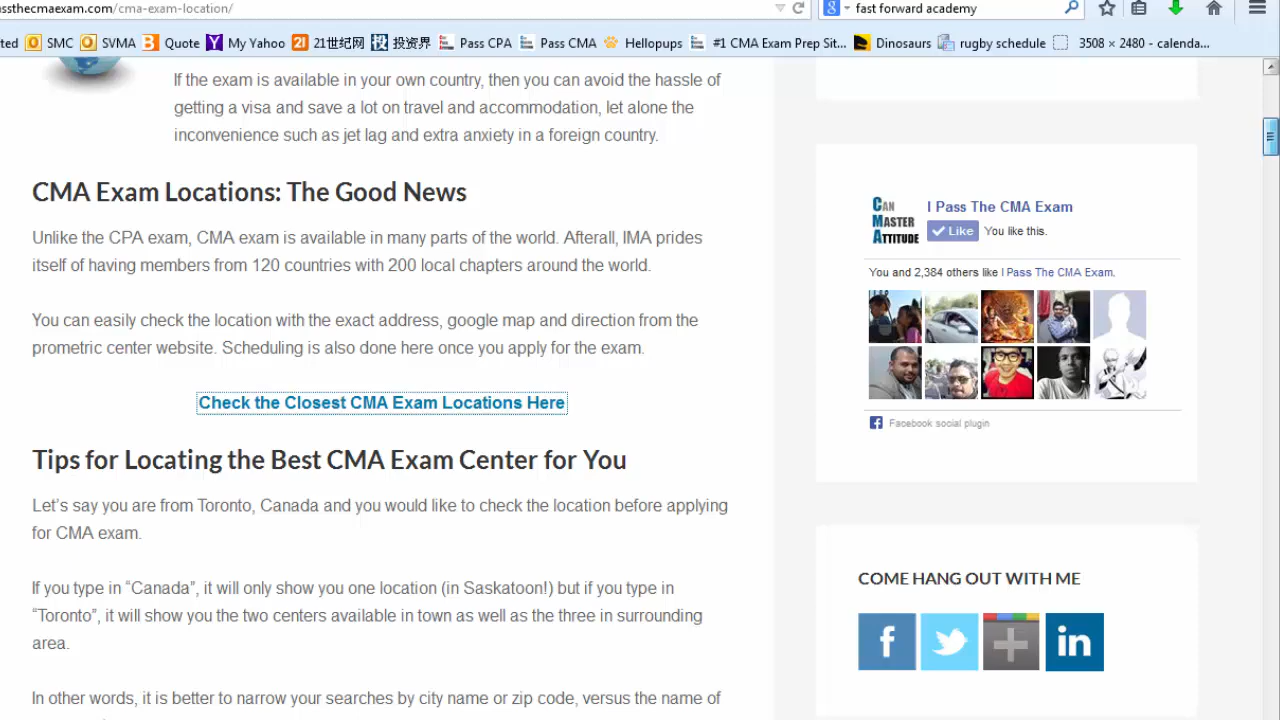 ssthecmaexam.com/cma-exam-location/
fast forward academy
ted SMC SVMA Quote My Yahoo 21世纪网 投资界 Pass CPA Pass CMA Hellopups #1 CMA Exam Prep Sit... Dinosaurs rugby schedule 3508 × 2480 - calenda...
If the exam is available in your own country, then you can avoid the hassle of
getting a visa and save a lot on travel and accommodation, let alone the
inconvenience such as jet lag and extra anxiety in a foreign country.
CMA Exam Locations: The Good News
Unlike the CPA exam, CMA exam is available in many parts of the world. Afterall, IMA prides
itself of having members from 120 countries with 200 local chapters around the world.
You can easily check the location with the exact address, google map and direction from the
prometric center website. Scheduling is also done here once you apply for the exam.
Check the Closest CMA Exam Locations Here
Tips for Locating the Best CMA Exam Center for You
Let's say you are from Toronto, Canada and you would like to check the location before applying
for CMA exam.
If you type in “Canada”, it will only show you one location (in Saskatoon!) but if you type in
“Toronto”, it will show you the two centers available in town as well as the three in surrounding
area.
In other words, it is better to narrow your searches by city name or zip code, versus the name of
CAN
MASTER
ATTITUDE
I Pass The CMA Exam
Like You like this.
You and 2,384 others like I Pass The CMA Exam.
Facebook social plugin
COME HANG OUT WITH ME